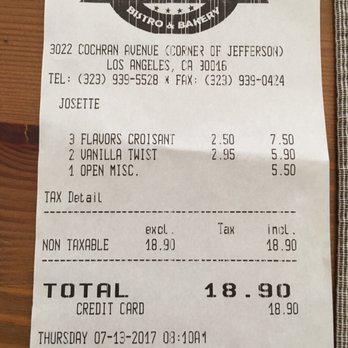 BISTRO & BAKERY
3022 COCHRAN AVENUE (CORNER OF JEFFERSON)
LOS ANGELES, CA 90016
TEL: (323) 939-5528 * FAX: (323) 939-0424
JOSETTE
3 FLAVORS CROISANT 2.50 7.50
2 VANILLA TWIST 2.95 5.90
1 OPEN MISC. 5.50
TAX Detail
excl. Tax incl.
NON TAXABLE 18.90 18.90
TOTAL 18.90
CREDIT CARD 18.90
THURSDAY 07-13-2017 08:10AM